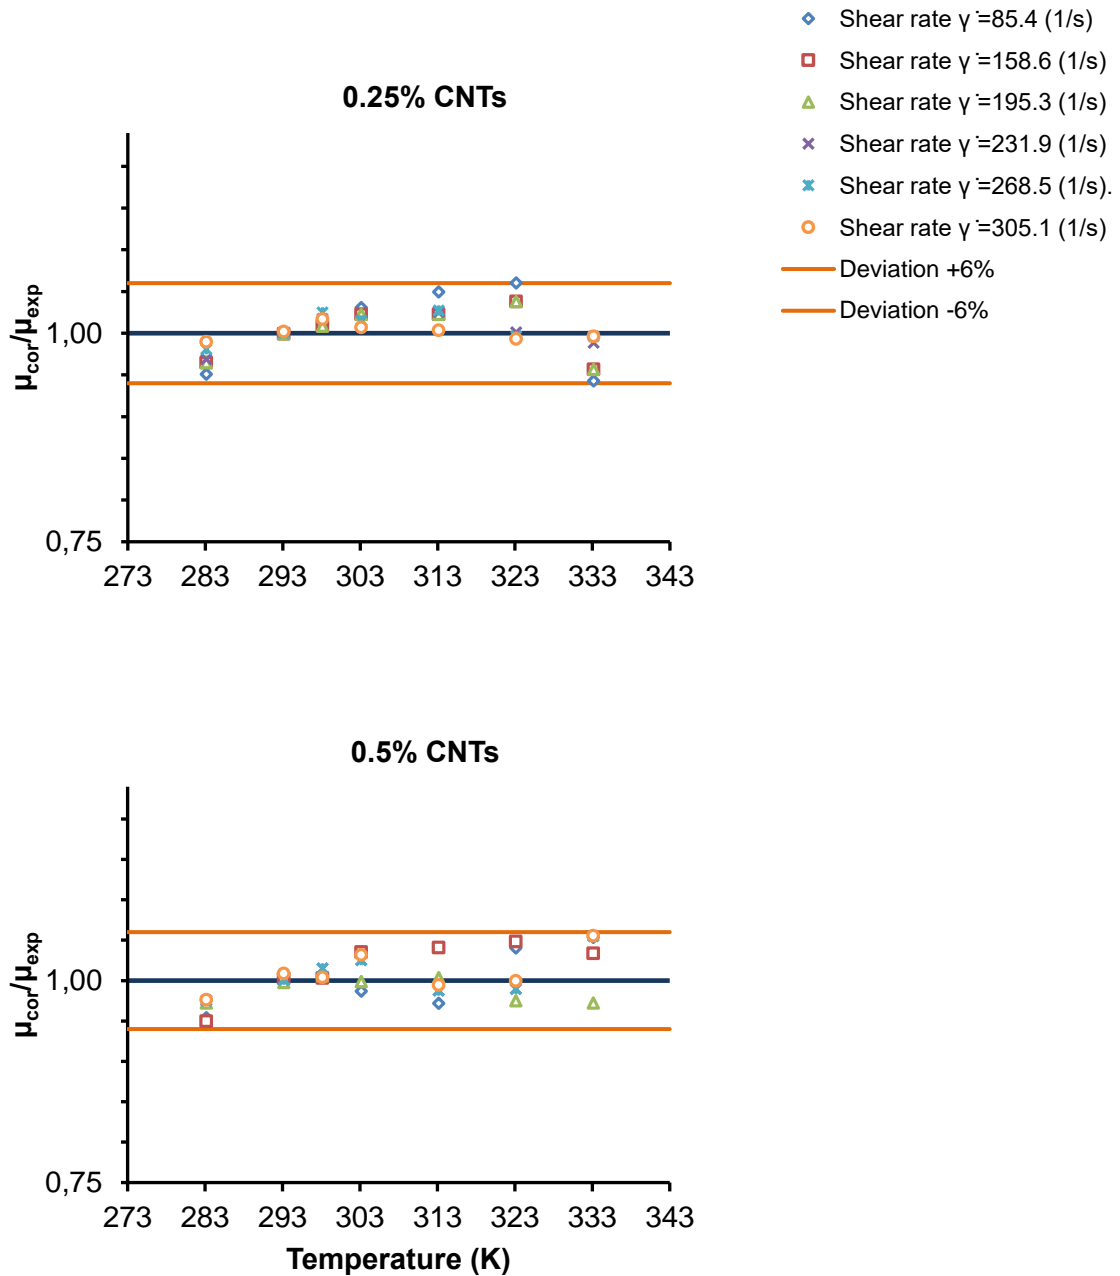 Shear rate γ˙=85.4 (1/s)
Shear rate γ˙=158.6 (1/s)
Shear rate γ˙=195.3 (1/s)
Shear rate γ˙=231.9 (1/s)
Shear rate γ˙=268.5 (1/s).
Shear rate γ˙=305.1 (1/s)
Deviation +6%
Deviation -6%
0.25% CNTs
μcor/μexp
1,00
0,75
273 283 293 303 313 323 333 343
0.5% CNTs
μcor/μexp
1,00
0,75
273 283 293 303 313 323 333 343
Temperature (K)